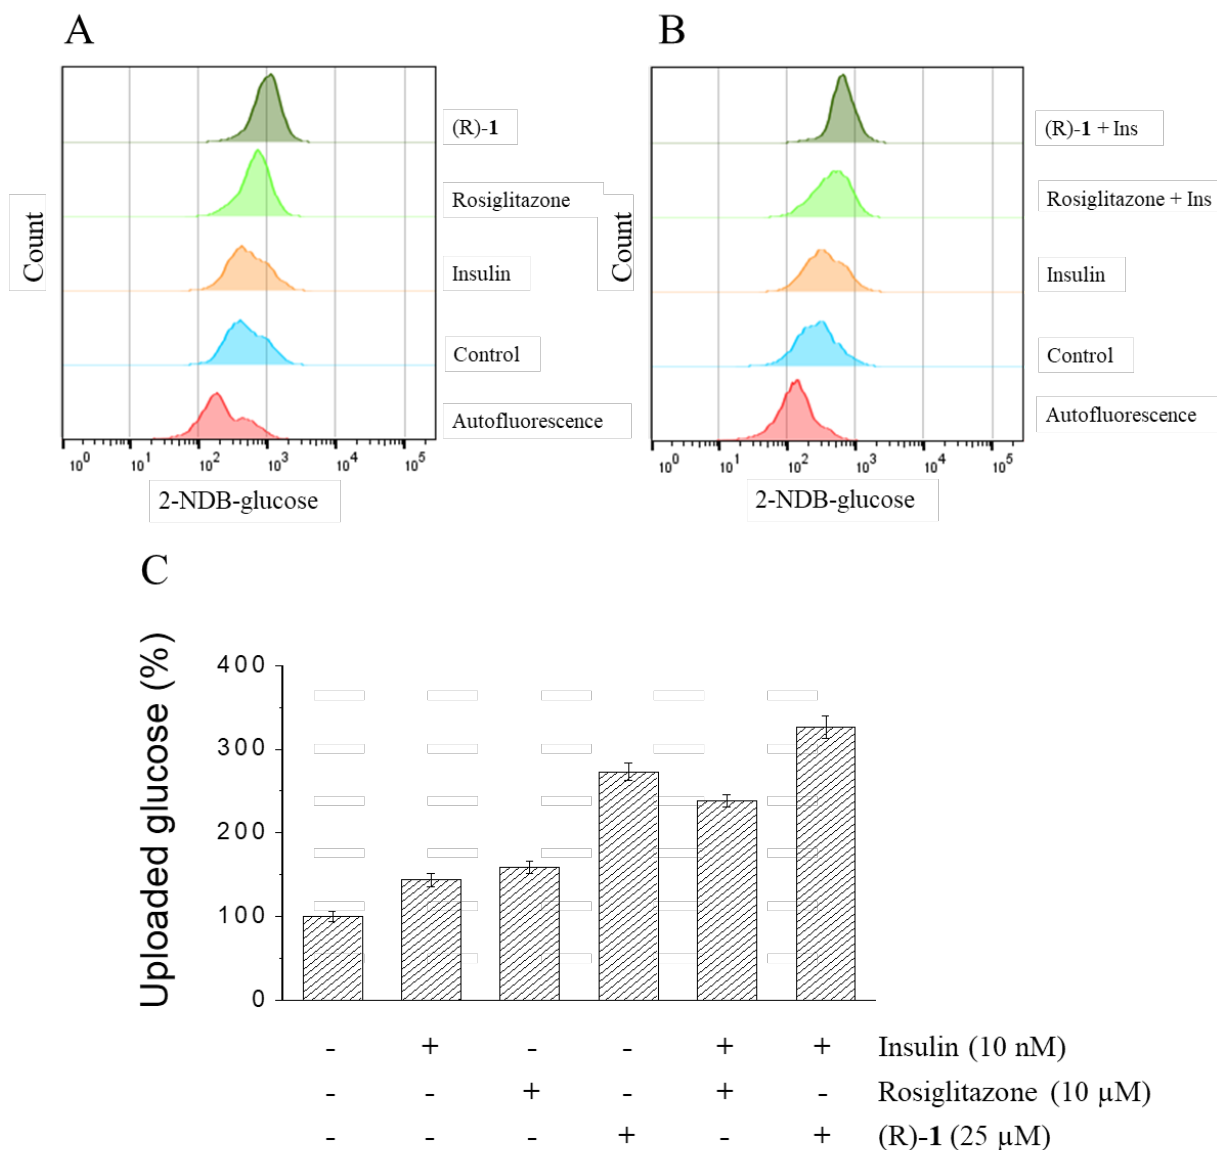 A
B
(R)-1
Rosiglitazone
Insulin
Control
Autofluorescence
Count
10^0 10^1 10^2 10^3 10^4 10^5
2-NDB-glucose
(R)-1 + Ins
Rosiglitazone + Ins
Insulin
Control
Autofluorescence
Count
10^0 10^1 10^2 10^3 10^4 10^5
2-NDB-glucose
C
Uploaded glucose (%)
400
300
200
100
0
- + - - + + Insulin (10 nM)
- - + - + - Rosiglitazone (10 µM)
- - - + - + (R)-1 (25 µM)